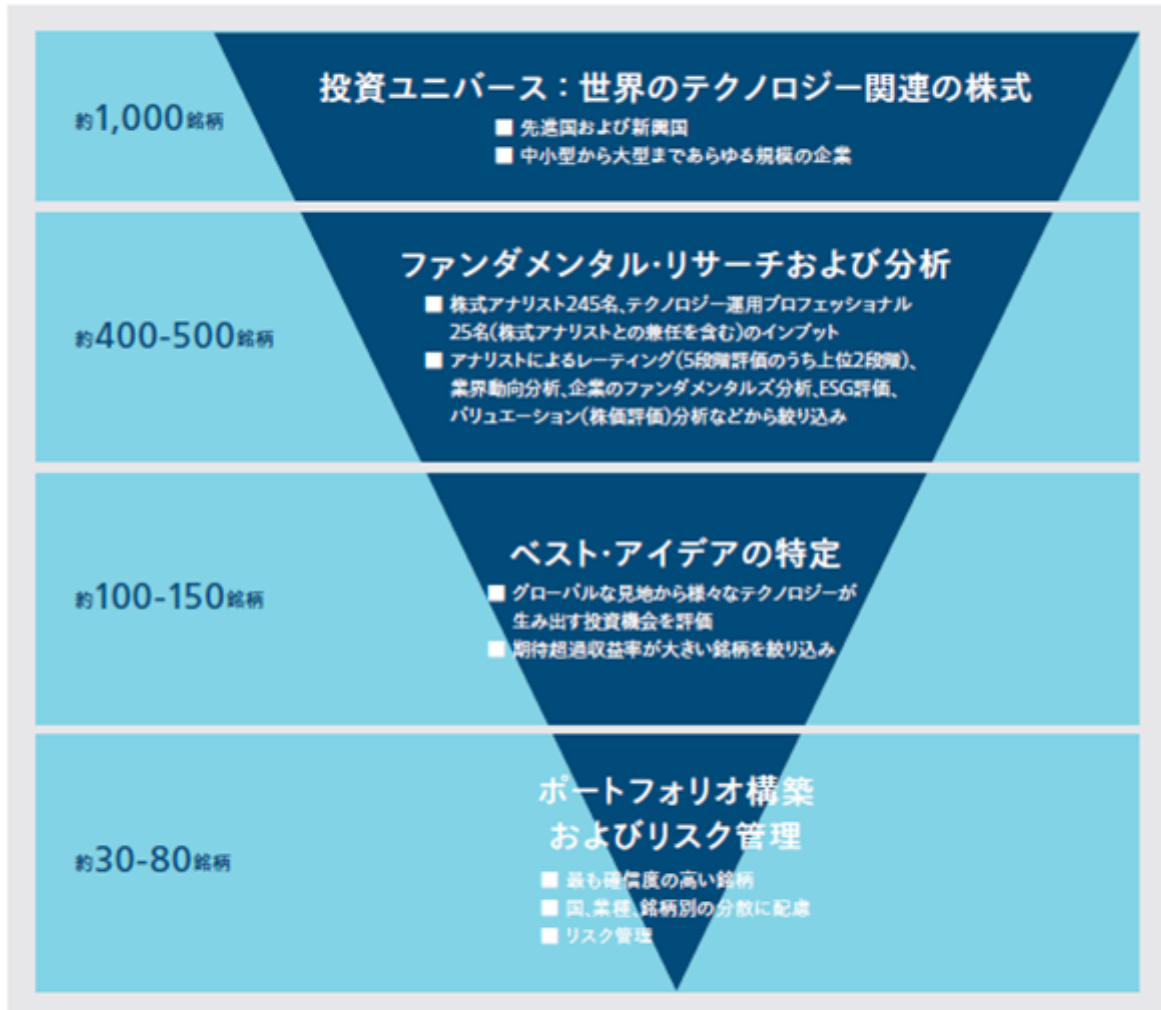 約1,000銘柄
投資ユニバース：世界のテクノロジー関連の株式
■ 先進国および新興国
■ 中小型から大型まであらゆる規模の企業
約400-500銘柄
ファンダメンタル・リサーチおよび分析
■ 株式アナリスト245名、テクノロジー運用プロフェッショナル
25名(株式アナリストとの兼任を含む)のインプット
■ アナリストによるレーティング(5段階評価のうち上位2段階)、
業界動向分析、企業のファンダメンタルズ分析、ESG評価、
バリュエーション(株価評価)分析などから絞り込み
約100-150銘柄
ベスト・アイデアの特定
■ グローバルな見地から様々なテクノロジーが
生み出す投資機会を評価
■ 期待超過収益率が大きい銘柄を絞り込み
約30-80銘柄
ポートフォリオ構築
およびリスク管理
■ 最も確信度の高い銘柄
■ 国、業種、銘柄別の分散に配慮
■ リスク管理